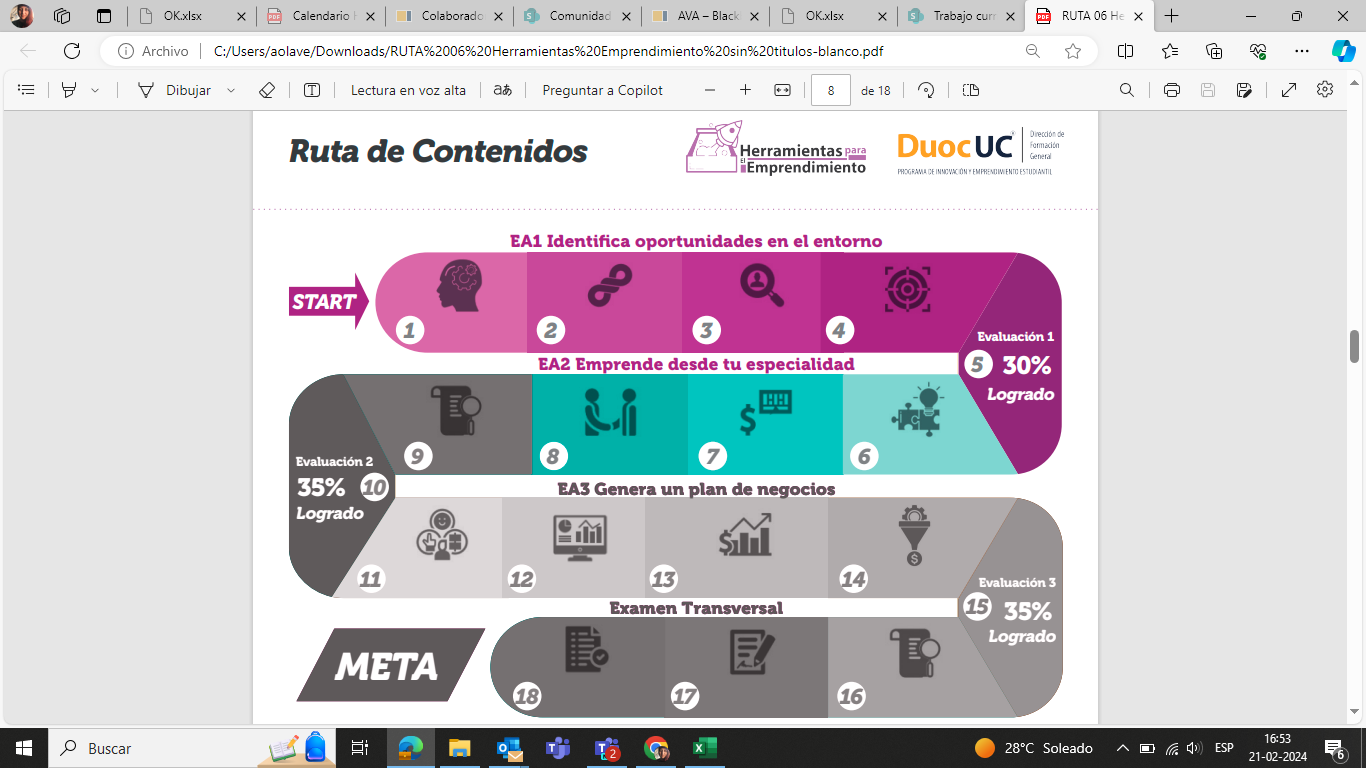 OK.xlsx
Calendario
Colaborado
Comunidad
AVA – Black
OK.xlsx
Trabajo curr
RUTA 06 He
Archivo
C:/Users/aolave/Downloads/RUTA%2006%20Herramientas%20Emprendimiento%20sin%20titulos-blanco.pdf
Dibujar
Lectura en voz alta
aあ
Preguntar a Copilot
8
de 18
Ruta de Contenidos
Herramientas para
El Emprendimiento
Duoc UC
Dirección de
Formación
General
PROGRAMA DE INNOVACIÓN Y EMPRENDIMIENTO ESTUDIANTIL
EA1 Identifica oportunidades en el entorno
START
1
2
3
4
Evaluación 1
5
30%
Logrado
EA2 Emprende desde tu especialidad
9
8
7
6
Evaluación 2
35%
10
Logrado
EA3 Genera un plan de negocios
11
12
13
14
Evaluación 3
15
35%
Logrado
Examen Transversal
META
18
17
16
Buscar
2
28°C Soleado
ESP
16:53
21-02-2024
6